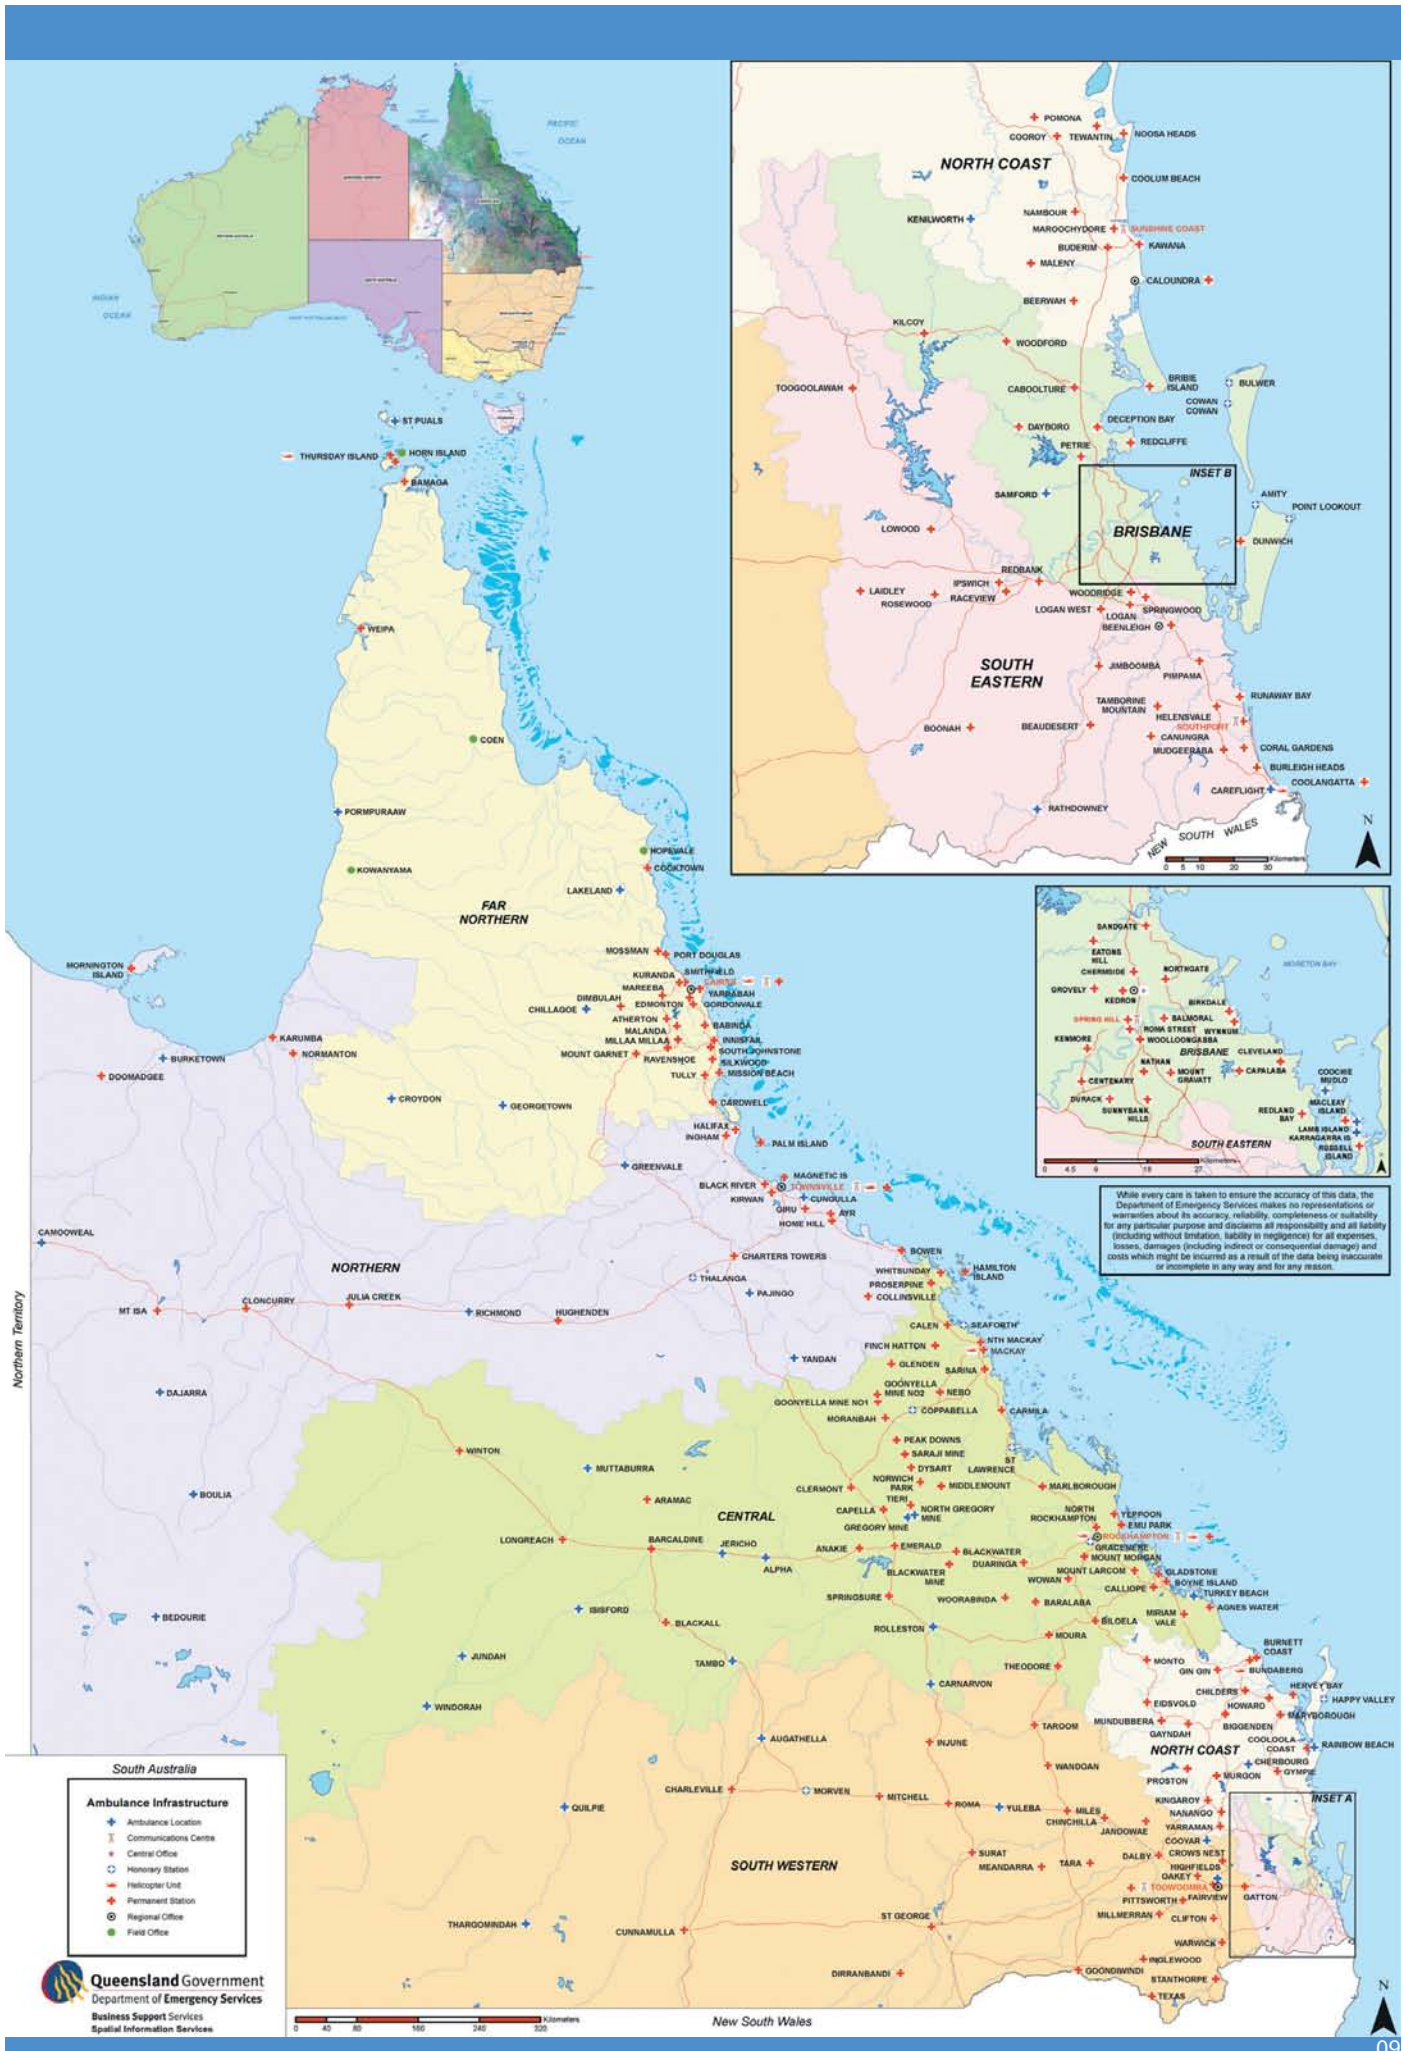 PACIFIC
OCEAN
INDIAN
OCEAN
ST PUALS
THURSDAY ISLAND
HORN ISLAND
BAMAGA
WEIPA
COEN
PORMPURAAW
KOWANYAMA
HOPEVALE
COOKTOWN
LAKELAND
FAR
NORTHERN
MOSSMAN
PORT DOUGLAS
SMITHFIELD
KURANDA
CAIRNS
MAREEBA
YARRABAH
DIMBULAH
EDMONTON
GORDONVALE
CHILLAGOE
ATHERTON
BABINDA
MALANDA
MILLAA MILLAA
INNISFAIL
SOUTH JOHNSTONE
MOUNT GARNET
RAVENSHOE
SILKWOOD
TULLY
MISSION BEACH
CARDWELL
MORNINGTON
ISLAND
KARUMBA
NORMANTON
BURKETOWN
DOOMADGEE
CROYDON
GEORGETOWN
HALIFAX
INGHAM
PALM ISLAND
GREENVALE
MAGNETIC IS
BLACK RIVER
TOWNSVILLE
KIRWAN
CUNGULLA
GIRU
AYR
HOME HILL
CAMOOWEAL
CHARTERS TOWERS
BOWEN
NORTHERN
THALANGA
WHITSUNDAY
HAMILTON
ISLAND
PROSERPINE
PAJINGO
COLLINSVILLE
MT ISA
CLONCURRY
JULIA CREEK
RICHMOND
HUGHENDEN
CALEN
SEAFORTH
Northern Territory
FINCH HATTON
NTH MACKAY
MACKAY
YANDAN
GLENDEN
SARINA
DAJARRA
GOONYELLA
MINE NO2
NEBO
GOONYELLA MINE NO1
COPPABELLA
CARMILA
MORANBAH
PEAK DOWNS
WINTON
SARAJI MINE
ST
LAWRENCE
MUTTABURRA
DYSART
BOULIA
CLERMONT
NORWICH
PARK
MIDDLEMOUNT
MARLBOROUGH
ARAMAC
TIERI
CENTRAL
CAPELLA
NORTH GREGORY
MINE
NORTH
ROCKHAMPTON
YEPPOON
GREGORY MINE
EMU PARK
LONGREACH
BARCALDINE
JERICHO
ANAKIE
EMERALD
ROCKHAMPTON
GRACEMERE
ALPHA
BLACKWATER
MOUNT MORGAN
DUARINGA
BLACKWATER
MINE
MOUNT LARCOM
GLADSTONE
WOWAN
BOYNE ISLAND
CALLIOPE
TURKEY BEACH
SPRINGSURE
WOORABINDA
BARALABA
AGNES WATER
BEDOURIE
ISISFORD
BLACKALL
ROLLESTON
MIRIAM
VALE
BILOELA
MOURA
JUNDAH
TAMBO
THEODORE
MONTO
BURNETT
COAST
GIN GIN
BUNDABERG
CARNARVON
WINDORAH
CHILDERS
HERVEY BAY
EIDSVOLD
HOWARD
HAPPY VALLEY
MUNDUBBERA
BIGGENDEN
MARYBOROUGH
TAROOM
GAYNDAH
AUGATHELLA
INJUNE
NORTH COAST
COOLOOLA
COAST
RAINBOW BEACH
WANDOAN
CHERBOURG
PROSTON
MURGON
GYMPIE
CHARLEVILLE
MORVEN
MITCHELL
ROMA
YULEBA
MILES
KINGAROY
INSET A
QUILPIE
CHINCHILLA
NANANGO
JANDOWAE
YARRAMAN
COOYAR
SOUTH WESTERN
SURAT
MEANDARRA
TARA
DALBY
CROWS NEST
HIGHFIELDS
OAKEY
TOOWOOMBA
PITTSWORTH
FAIRVIEW
GATTON
THARGOMINDAH
CUNNAMULLA
ST GEORGE
MILLMERRAN
CLIFTON
WARWICK
DIRRANBANDI
GOONDIWINDI
INGLEWOOD
STANTHORPE
TEXAS
New South Wales
0 40 80 160 240 320 Kilometers
N
South Australia
Ambulance Infrastructure
Ambulance Location
Communications Centre
Central Office
Honorary Station
Helicopter Unit
Permanent Station
Regional Office
Field Office
Queensland Government
Department of Emergency Services
Business Support Services
Spatial Information Services
POMONA
COOROY
TEWANTIN
NOOSA HEADS
NORTH COAST
COOLUM BEACH
KENILWORTH
NAMBOUR
MAROOCHYDORE
SUNSHINE COAST
BUDERIM
KAWANA
MALENY
CALOUNDRA
BEERWAH
KILCOY
WOODFORD
TOOGOOLAWAH
CABOOLTURE
BRIBIE
ISLAND
BULWER
COWAN
COWAN
DAYBORO
DECEPTION BAY
PETRIE
REDCLIFFE
INSET B
SAMFORD
AMITY
POINT LOOKOUT
LOWOOD
BRISBANE
DUNWICH
REDBANK
IPSWICH
LAIDLEY
ROSEWOOD
RACEVIEW
WOODRIDGE
LOGAN WEST
LOGAN
SPRINGWOOD
BEENLEIGH
SOUTH
EASTERN
JIMBOOMBA
PIMPAMA
TAMBORINE
MOUNTAIN
RUNAWAY BAY
HELENSVALE
BOONAH
BEAUDESERT
SOUTHPORT
CANUNGRA
MUDGEERABA
CORAL GARDENS
BURLEIGH HEADS
COOLANGATTA
CAREFLIGHT
RATHDOWNEY
NEW SOUTH WALES
N
0 5 10 20 30 Kilometers
SANDGATE
EATONS
HILL
MORETON BAY
CHERMSIDE
NORTHGATE
GROVELY
KEDRON
BIRKDALE
SPRING HILL
BALMORAL
ROMA STREET
WYNNUM
KENMORE
WOOLLOONGABBA
BRISBANE
CLEVELAND
NATHAN
MOUNT
GRAVATT
CAPALABA
COOCHIE
MUDLO
CENTENARY
DURACK
SUNNYBANK
HILLS
MACLEAY
ISLAND
REDLAND
BAY
LAMB ISLAND
KARRAGARRA IS
RUSSELL
ISLAND
SOUTH EASTERN
0 4.5 9 18 27 Kilometers
While every care is taken to ensure the accuracy of this data, the
Department of Emergency Services makes no representations or
warranties about its accuracy, reliability, completeness or suitability
for any particular purpose and disclaims all responsibility and all liability
(including without limitation, liability in negligence) for all expenses,
losses, damages (including indirect or consequential damage) and
costs which might be incurred as a result of the data being inaccurate
or incomplete in any way and for any reason.
09